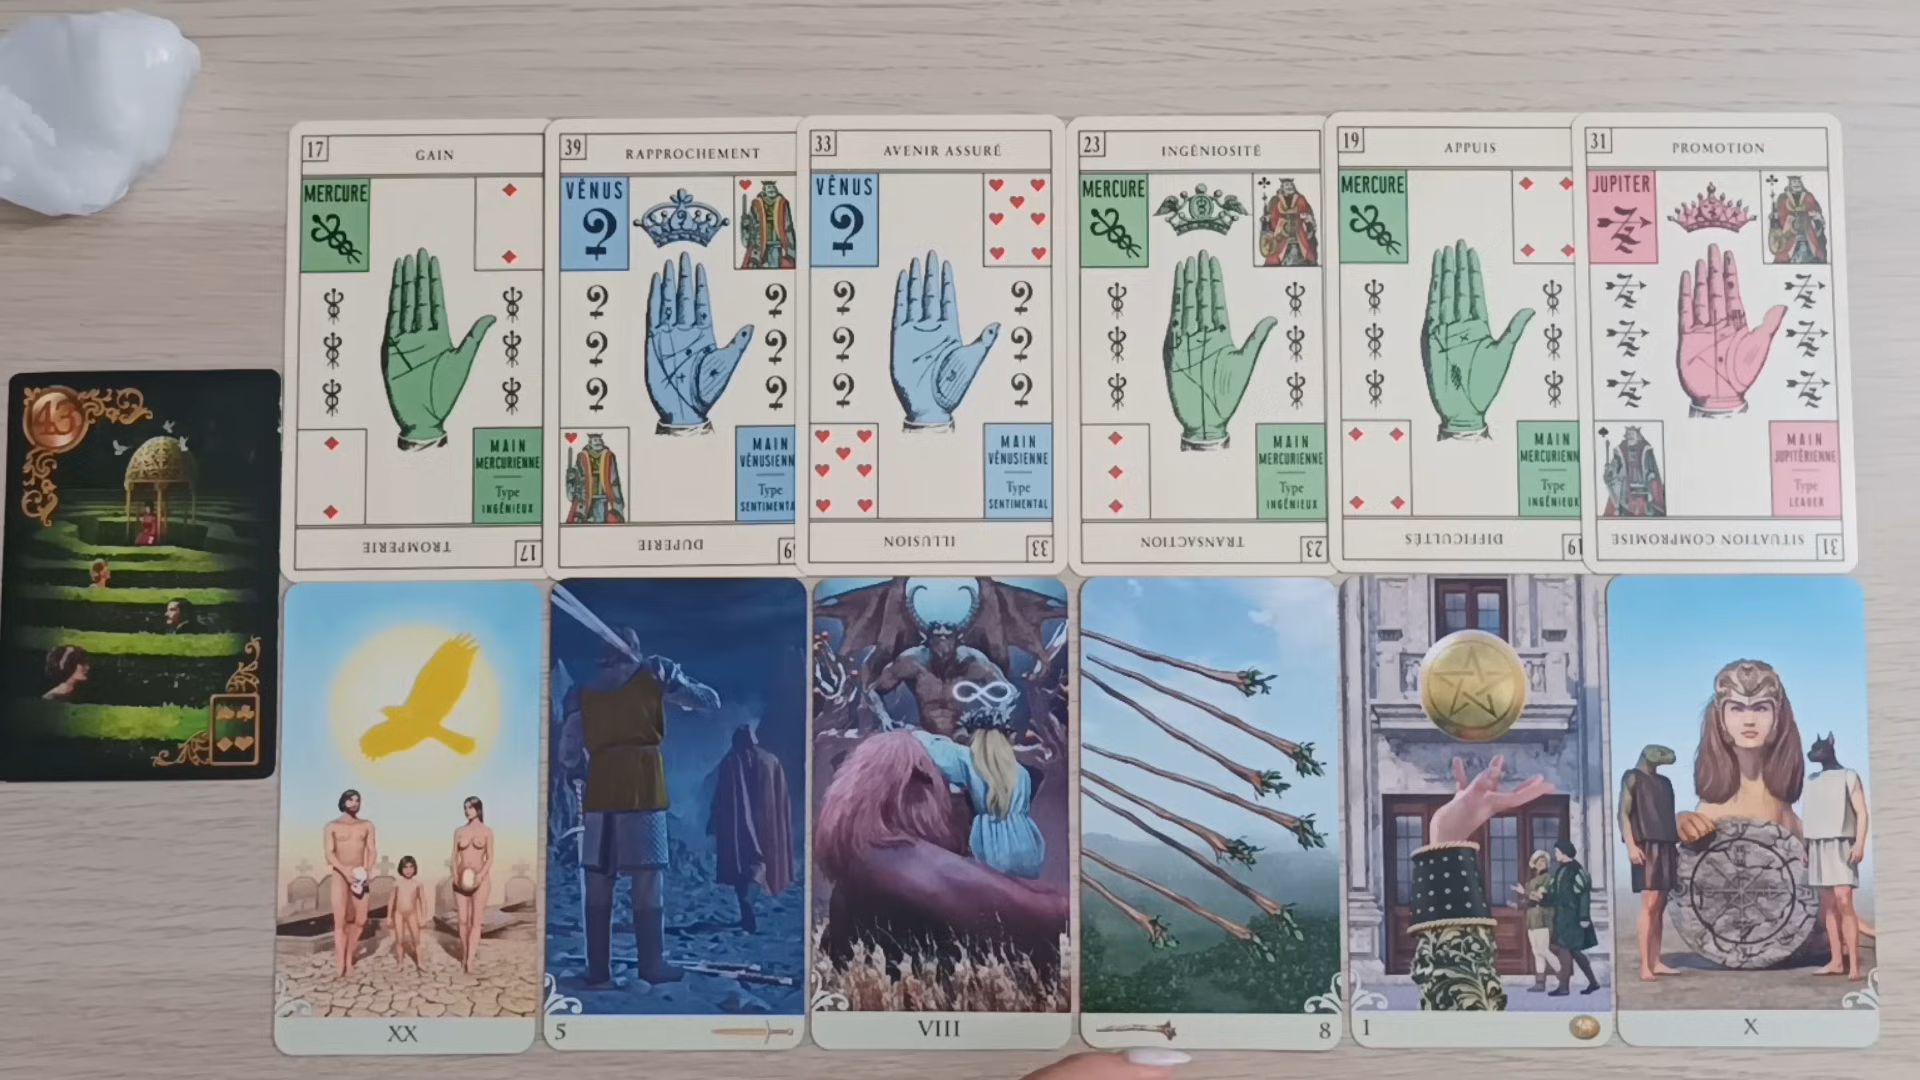 43
17
GAIN
MERCURE
MAIN
MERCURIENNE
Type
INGÉNIEUX
TROMPERIE
17
39
RAPPROCHEMENT
VÉNUS
MAIN
VÉNUSIENN
Type
SENTIMENTA
DUPERIE
39
33
AVENIR ASSURÉ
VÉNUS
MAIN
VÉNUSIENNE
Type
SENTIMENTAL
ILLUSION
33
23
INGÉNIOSITÉ
MERCURE
MAIN
MERCURIENNE
Type
INGÉNIEUX
TRANSACTION
23
19
APPUIS
MERCURE
MAIN
MERCURIEN
Type
INGÉNIEUX
DIFFICULTÉS
19
31
PROMOTION
JUPITER
MAIN
JUPITÉRIENNE
Type
LEADER
SITUATION COMPROMISE
31
XX
5
VIII
8
I
X